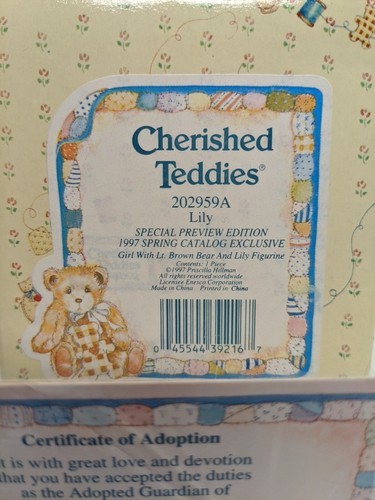 Cherished
Teddies®
202959A
Lily
SPECIAL PREVIEW EDITION
1997 SPRING CATALOG EXCLUSIVE
Girl With Lt. Brown Bear And Lily Figurine
Contents: 1 Piece
©1997 Priscilla Hillman
All rights reserved worldwide
Licensee Enesco Corporation
Made in China Printed in China
0 45544 39216 7
Certificate of Adoption
t is with great love and devotion
that you have accepted the duties
as the Adopted Guardian of